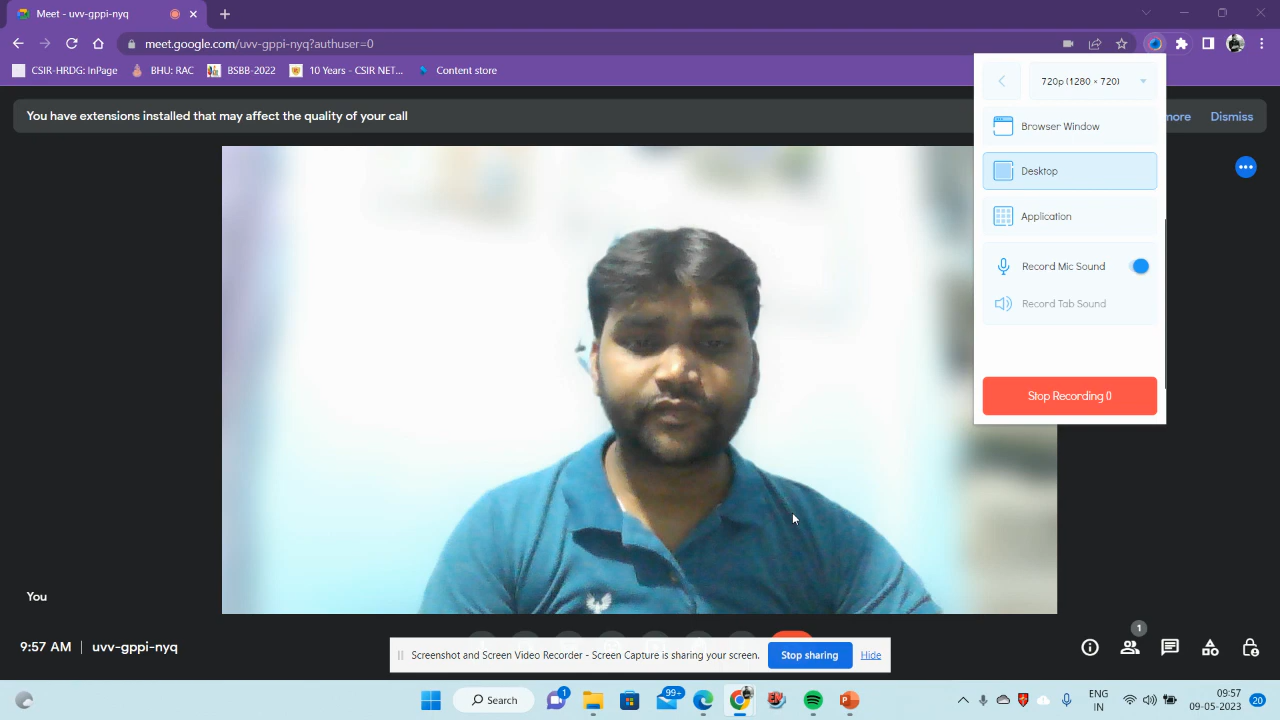 Meet - uvv-gppi-nyq
meet.google.com/uvv-gppi-nyq?authuser=0
CSIR-HRDG: InPage
BHU: RAC
BSBB-2022
10 Years - CSIR NET...
Content store
You have extensions installed that may affect the quality of your call
more
Dismiss
720p (1280 × 720)
Browser Window
Desktop
Application
Record Mic Sound
Record Tab Sound
Stop Recording 0
You
9:57 AM | uvv-gppi-nyq
1
Screenshot and Screen Video Recorder - Screen Capture is sharing your screen.
Stop sharing
Hide
Search
1
99+
ENG
IN
09:57
09-05-2023
20